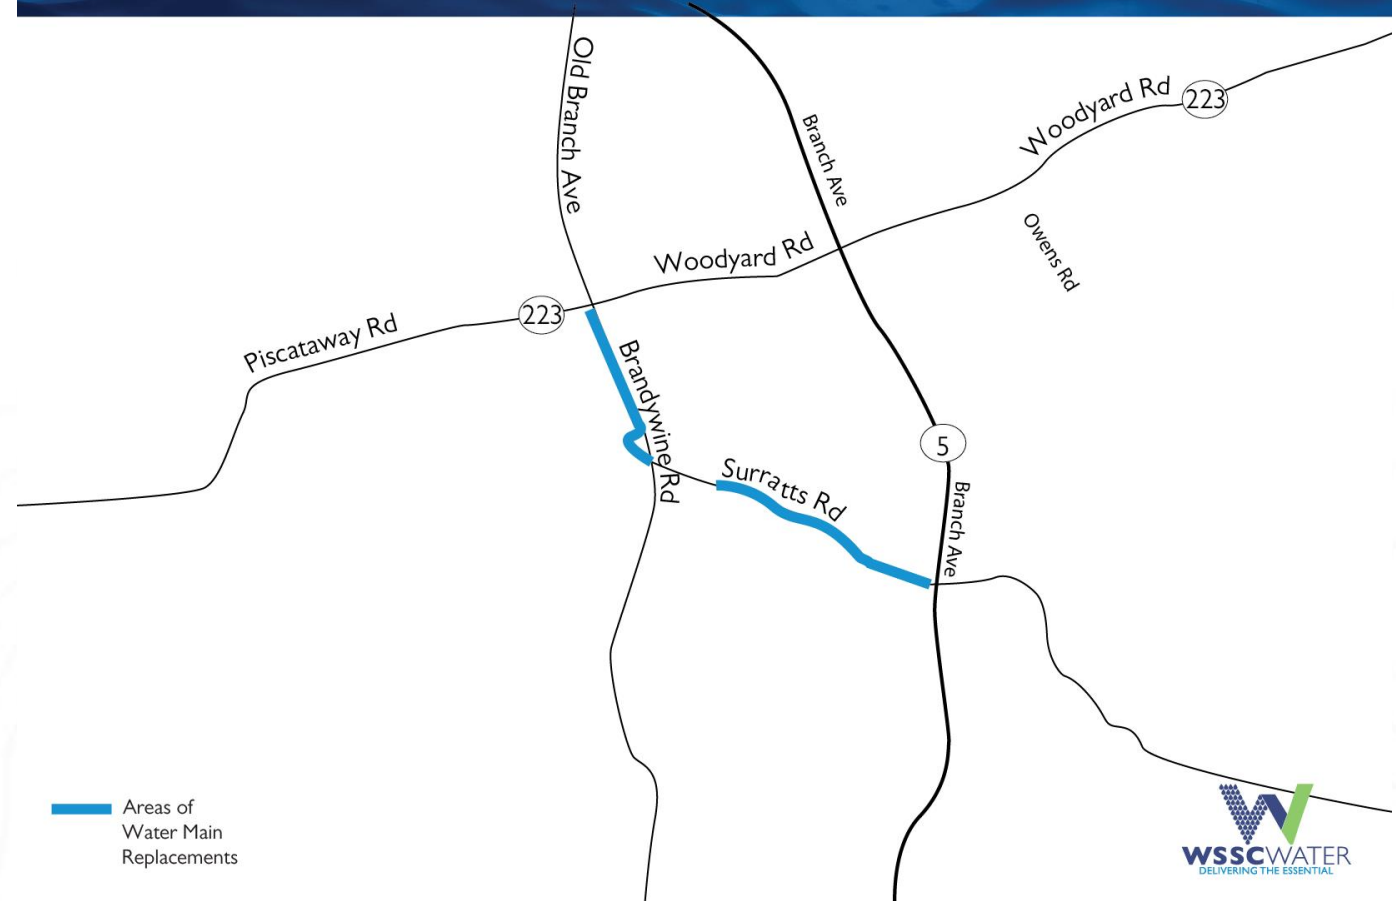 Old Branch Ave
Branch Ave
Woodyard Rd
223
Owens Rd
Woodyard Rd
223
Piscataway Rd
Brandywine Rd
5
Surratts Rd
Branch Ave
Areas of
Water Main
Replacements
WSSCWATER
DELIVERING THE ESSENTIAL